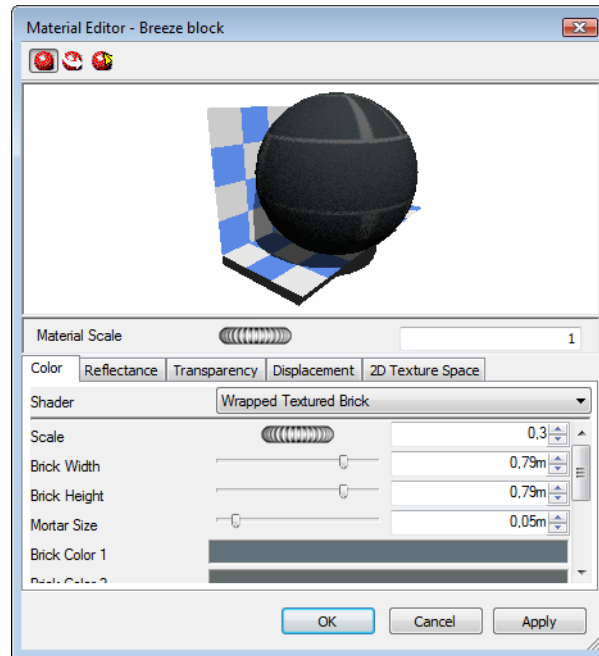 Material Editor - Breeze block
Material Scale 1
Color Reflectance Transparency Displacement 2D Texture Space
Shader Wrapped Textured Brick
Scale 0,3
Brick Width 0,79m
Brick Height 0,79m
Mortar Size 0,05m
Brick Color 1
OK Cancel Apply